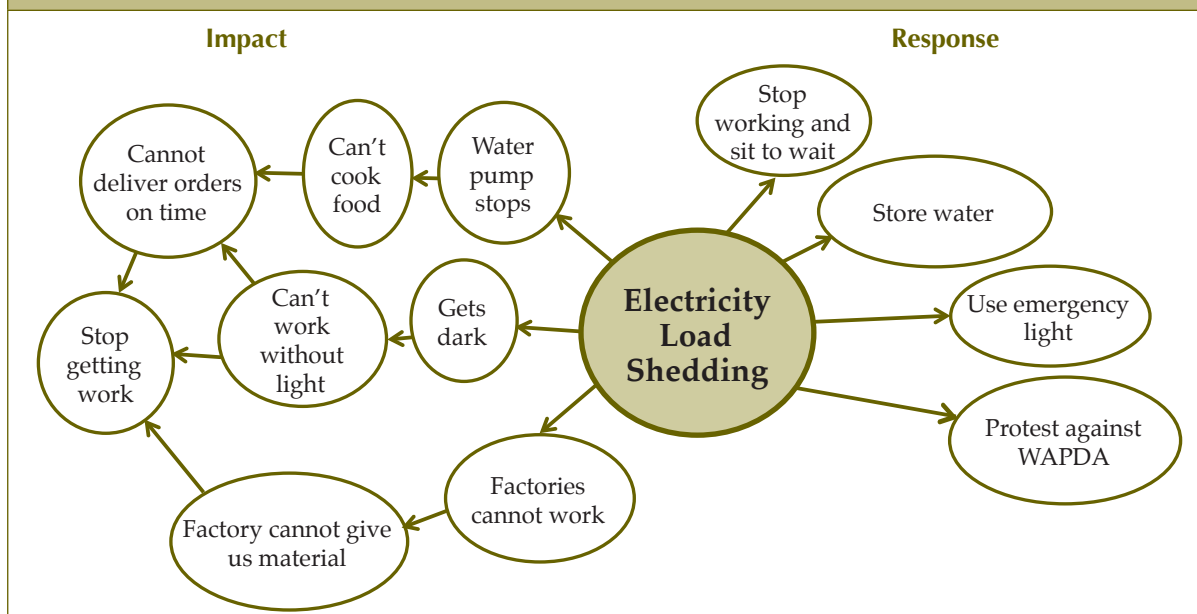 Impact
Response
Cannot
deliver orders
on time
Can't
cook
food
Water
pump
stops
Stop
working and
sit to wait
Store water
Stop
getting
work
Can't
work
without
light
Gets
dark
Electricity
Load
Shedding
Use emergency
light
Factory cannot give
us material
Factories
cannot work
Protest against
WAPDA